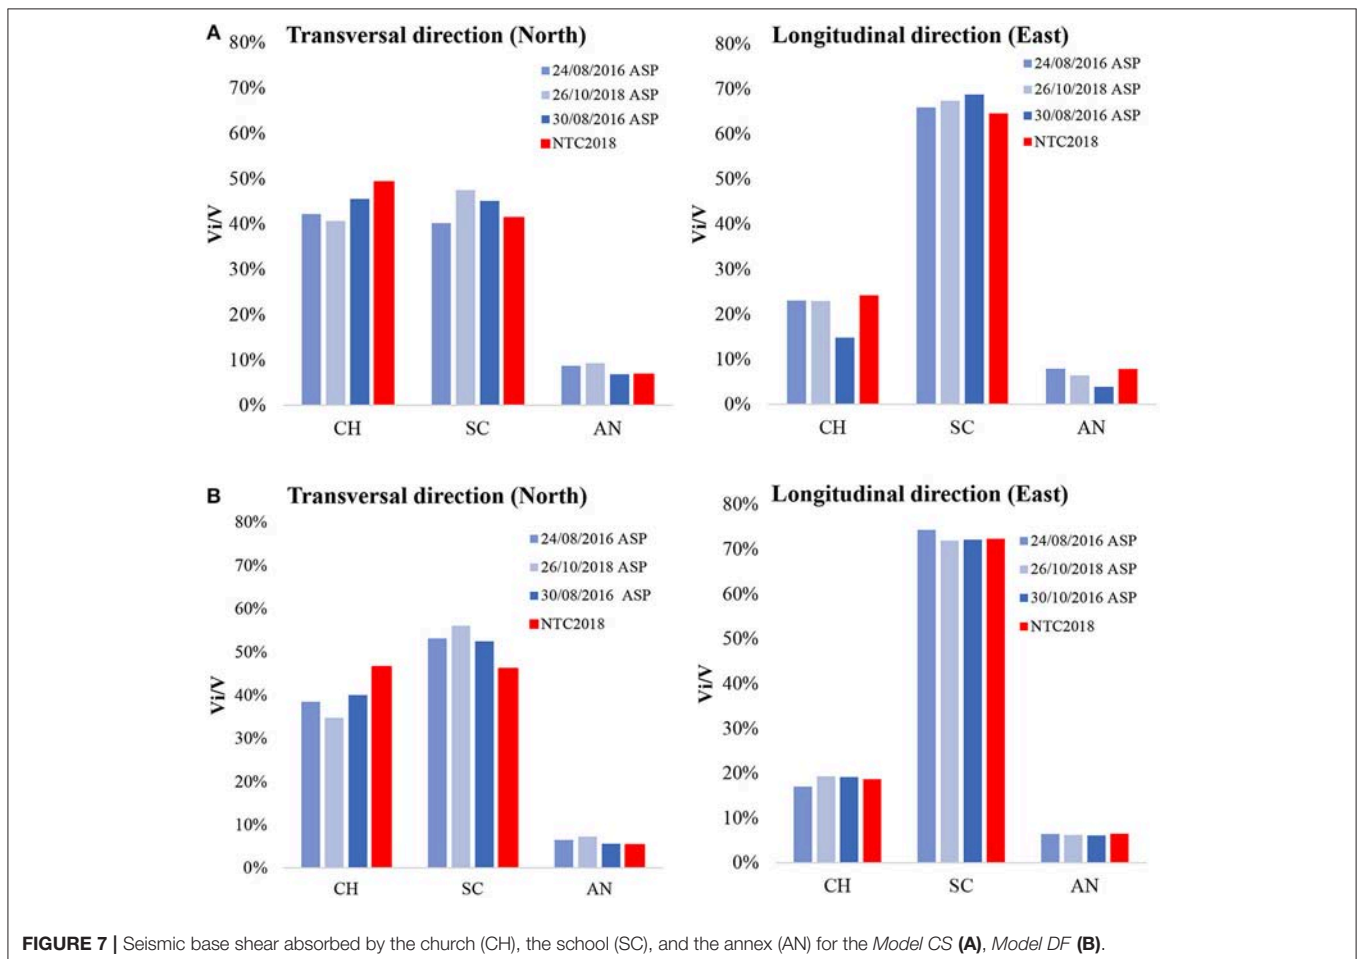 A
Transversal direction (North)
80%
70%
60%
50%
40%
30%
20%
10%
0%
Vi/V
24/08/2016 ASP
26/10/2018 ASP
30/08/2016 ASP
NTC2018
CH SC AN
Longitudinal direction (East)
80%
70%
60%
50%
40%
30%
20%
10%
0%
Vi/V
24/08/2016 ASP
26/10/2018 ASP
30/08/2016 ASP
NTC2018
CH SC AN
B
Transversal direction (North)
80%
70%
60%
50%
40%
30%
20%
10%
0%
Vi/V
24/08/2016 ASP
26/10/2018 ASP
30/08/2016 ASP
NTC2018
CH SC AN
Longitudinal direction (East)
80%
70%
60%
50%
40%
30%
20%
10%
0%
Vi/V
24/08/2016 ASP
26/10/2018 ASP
30/10/2016 ASP
NTC2018
CH SC AN
FIGURE 7 | Seismic base shear absorbed by the church (CH), the school (SC), and the annex (AN) for the Model CS (A), Model DF (B).